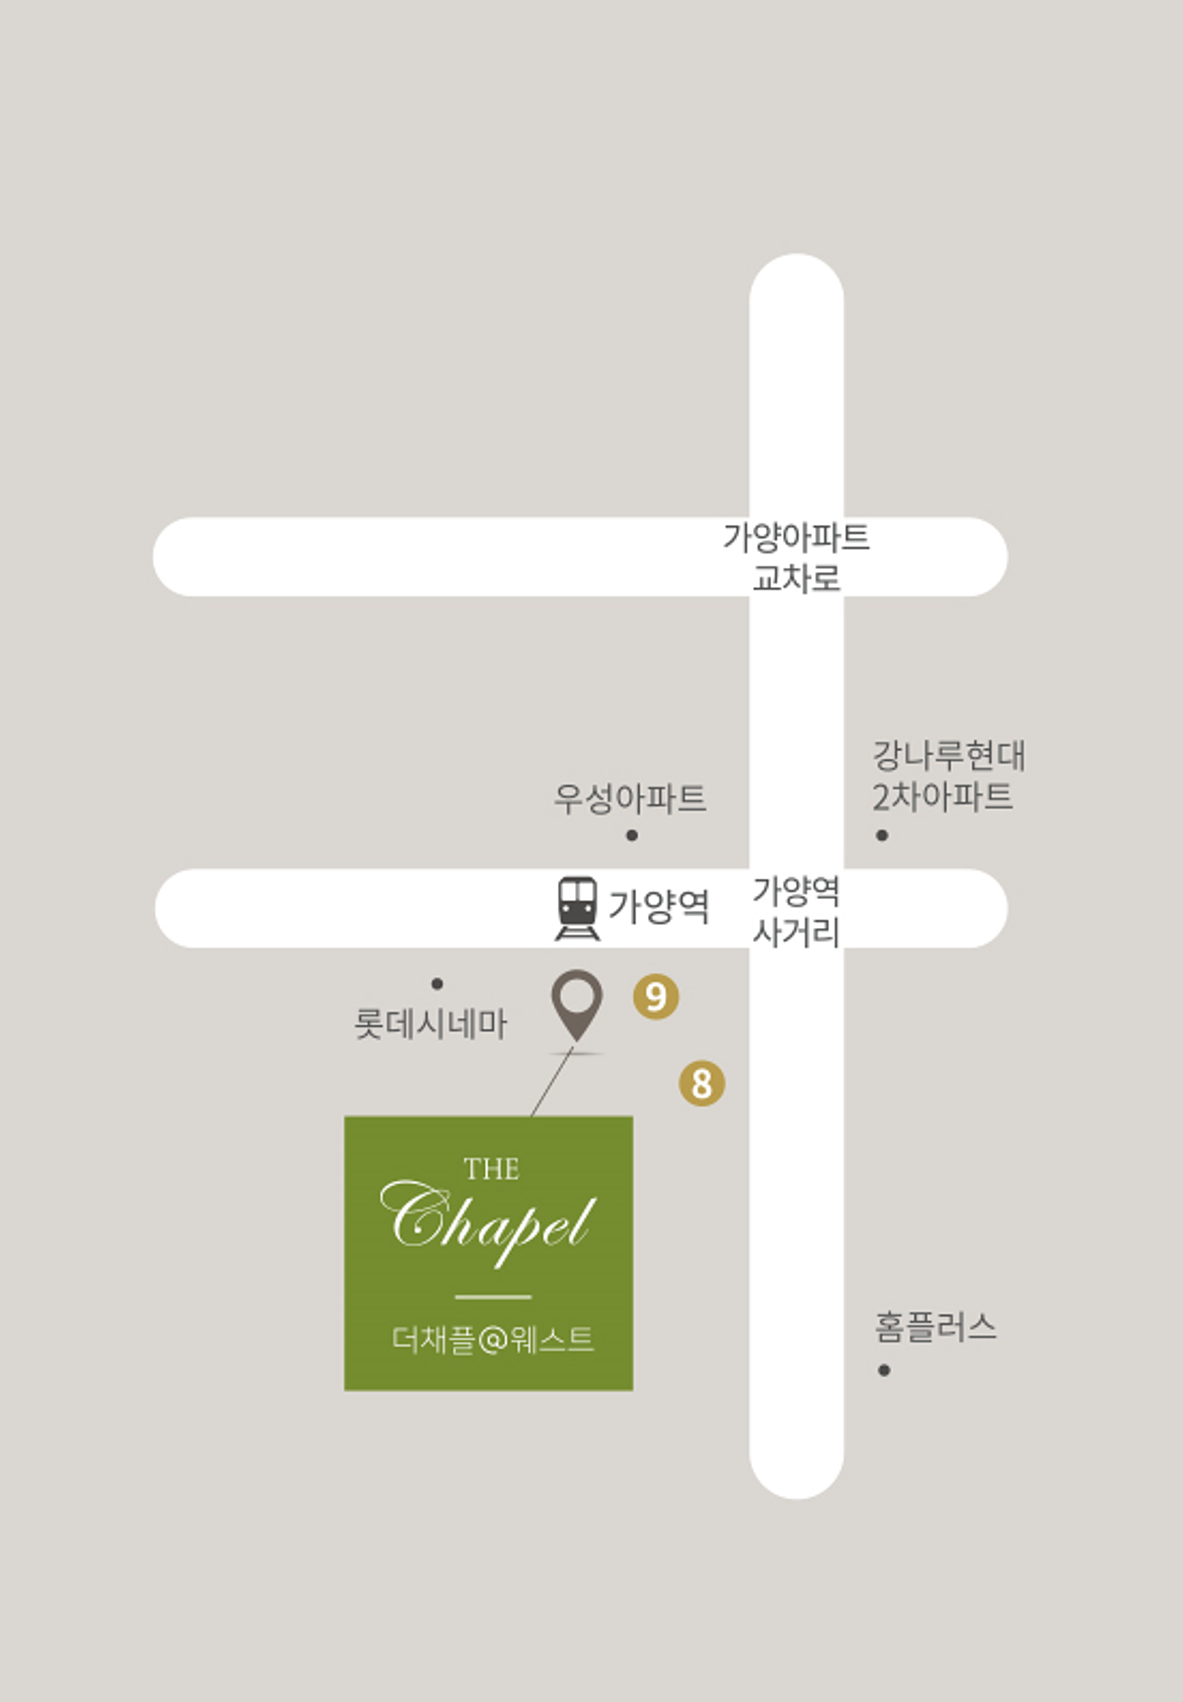 가양아파트
교차로
강나루현대
2차아파트
우성아파트
가양역
가양역
사거리
롯데시네마
9
8
THE
Chapel
더채플@웨스트
홈플러스